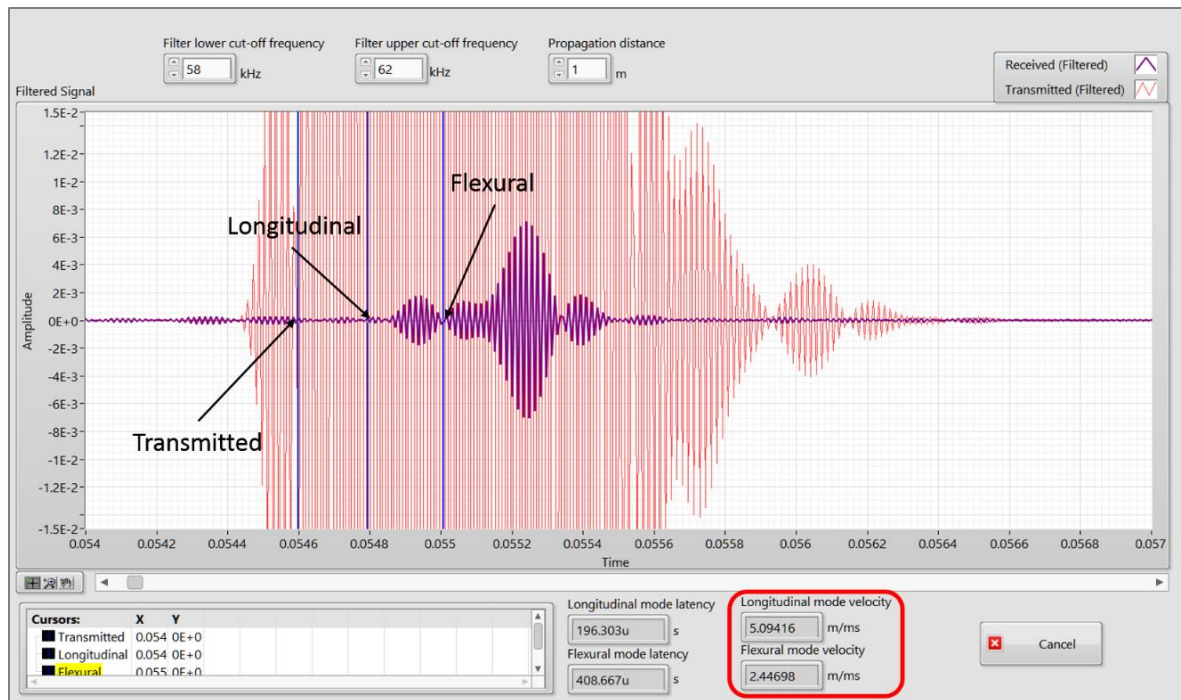 Filter lower cut-off frequency
58
kHz
Filter upper cut-off frequency
62
kHz
Propagation distance
1
m
Received (Filtered)
Transmitted (Filtered)
Filtered Signal
1.5E-2
1.2E-2
1E-2
8E-3
6E-3
4E-3
2E-3
0E+0
-2E-3
-4E-3
-6E-3
-8E-3
-1E-2
-1.2E-2
-1.5E-2
Amplitude
Longitudinal
Flexural
Transmitted
0.054
0.0542
0.0544
0.0546
0.0548
0.055
0.0552
0.0554
0.0556
0.0558
0.056
0.0562
0.0564
0.0566
0.0568
0.057
Time
Cursors: X Y
Transmitted 0.054 0E+0
Longitudinal 0.054 0E+0
Flexural 0.055 0E+0
Longitudinal mode latency
196.303u s
Flexural mode latency
408.667u s
Longitudinal mode velocity
5.09416 m/ms
Flexural mode velocity
2.44698 m/ms
Cancel